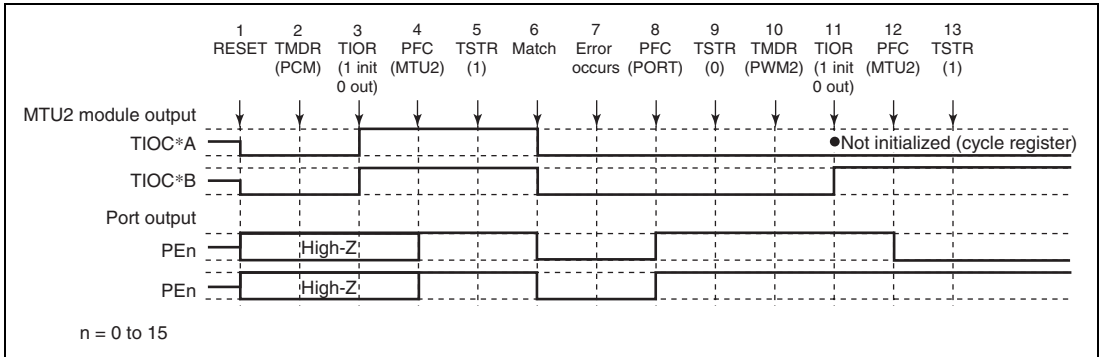 1 2 3 4 5 6 7 8 9 10 11 12 13
RESET TMDR TIOR PFC TSTR Match Error PFC TSTR TMDR TIOR PFC TSTR
(PCM) (1 init (MTU2) (1) occurs (PORT) (0) (PWM2) (1 init (MTU2) (1)
0 out) 0 out)
MTU2 module output
TIOC*A ●Not initialized (cycle register)
TIOC*B
Port output
PEn High-Z
PEn High-Z
n = 0 to 15